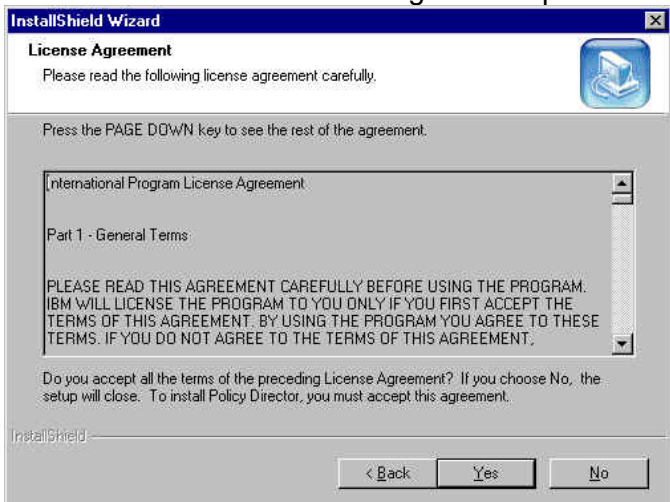 InstallShield Wizard
License Agreement
Please read the following license agreement carefully.
Press the PAGE DOWN key to see the rest of the agreement.
International Program License Agreement
Part 1 - General Terms
PLEASE READ THIS AGREEMENT CAREFULLY BEFORE USING THE PROGRAM.
IBM WILL LICENSE THE PROGRAM TO YOU ONLY IF YOU FIRST ACCEPT THE
TERMS OF THIS AGREEMENT. BY USING THE PROGRAM YOU AGREE TO THESE
TERMS. IF YOU DO NOT AGREE TO THE TERMS OF THIS AGREEMENT,
Do you accept all the terms of the preceding License Agreement? If you choose No, the
setup will close. To install Policy Director, you must accept this agreement.
InstallShield
< Back
Yes
No